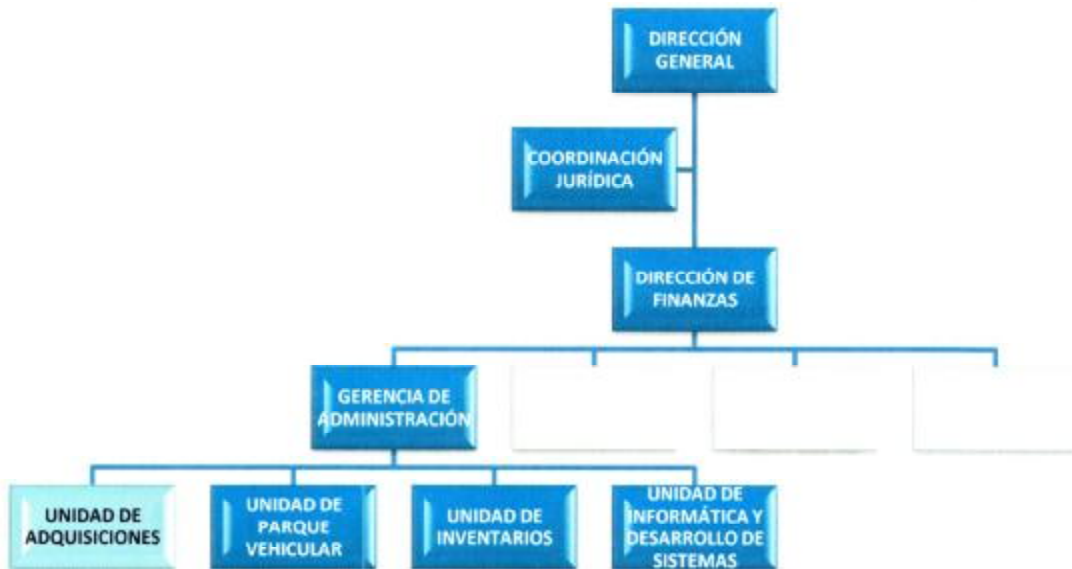 DIRECCIÓN
GENERAL
COORDINACIÓN
JURÍDICA
DIRECCIÓN DE
FINANZAS
GERENCIA DE
ADMINISTRACIÓN
UNIDAD DE
ADQUISICIONES
UNIDAD DE
PARQUE
VEHICULAR
UNIDAD DE
INVENTARIOS
UNIDAD DE
INFORMÁTICA Y
DESARROLLO DE
SISTEMAS